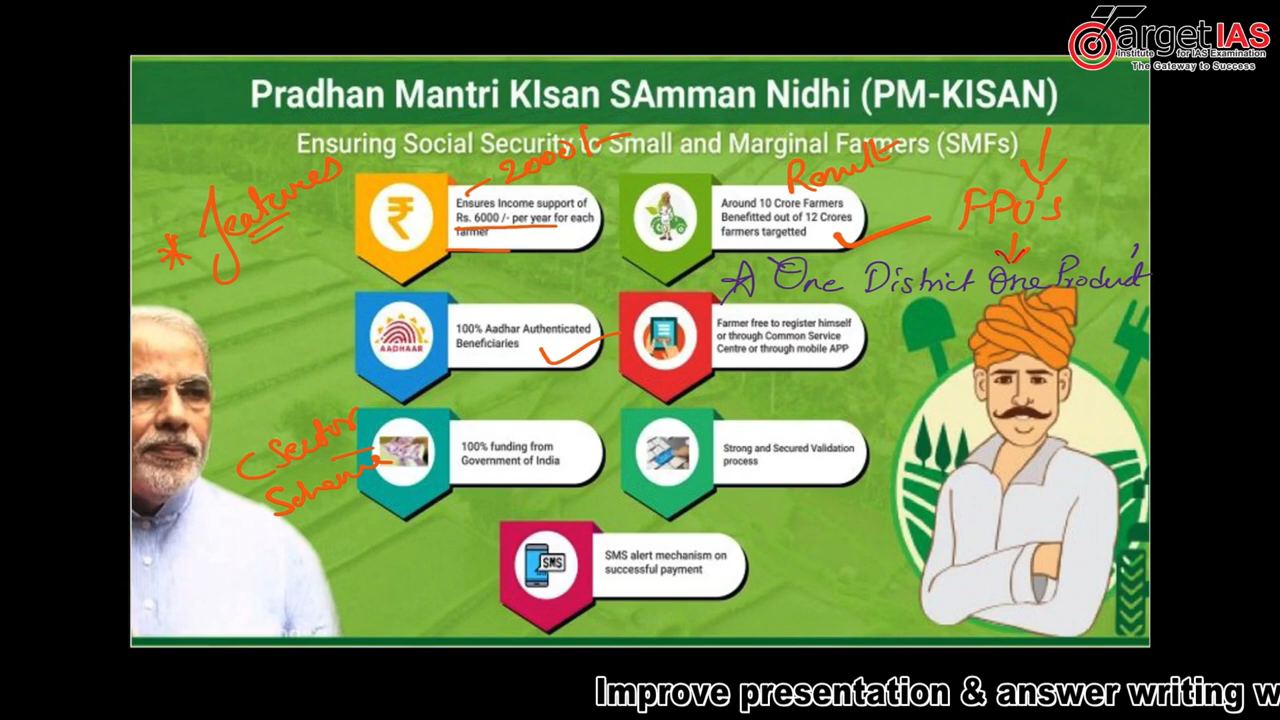 Target IAS
Institute for IAS Examination
The Gateway to Success
Pradhan Mantri KIsan SAmman Nidhi (PM-KISAN)
Ensuring Social Security to Small and Marginal Farmers (SMFs)
* Features
- 2000/-
Ensures Income support of
Rs. 6000 /- per year for each
farmer
Result
Around 10 Crore Farmers
Benefitted out of 12 Crores
farmers targetted
FPO's
One District One Product
AADHAAR
100% Aadhar Authenticated
Beneficiaries
Farmer free to register himself
or through Common Service
Centre or through mobile APP
C Sector
Scheme
100% funding from
Government of India
Strong and Secured Validation
process
SMS
SMS alert mechanism on
successful payment
Improve presentation & answer writing w